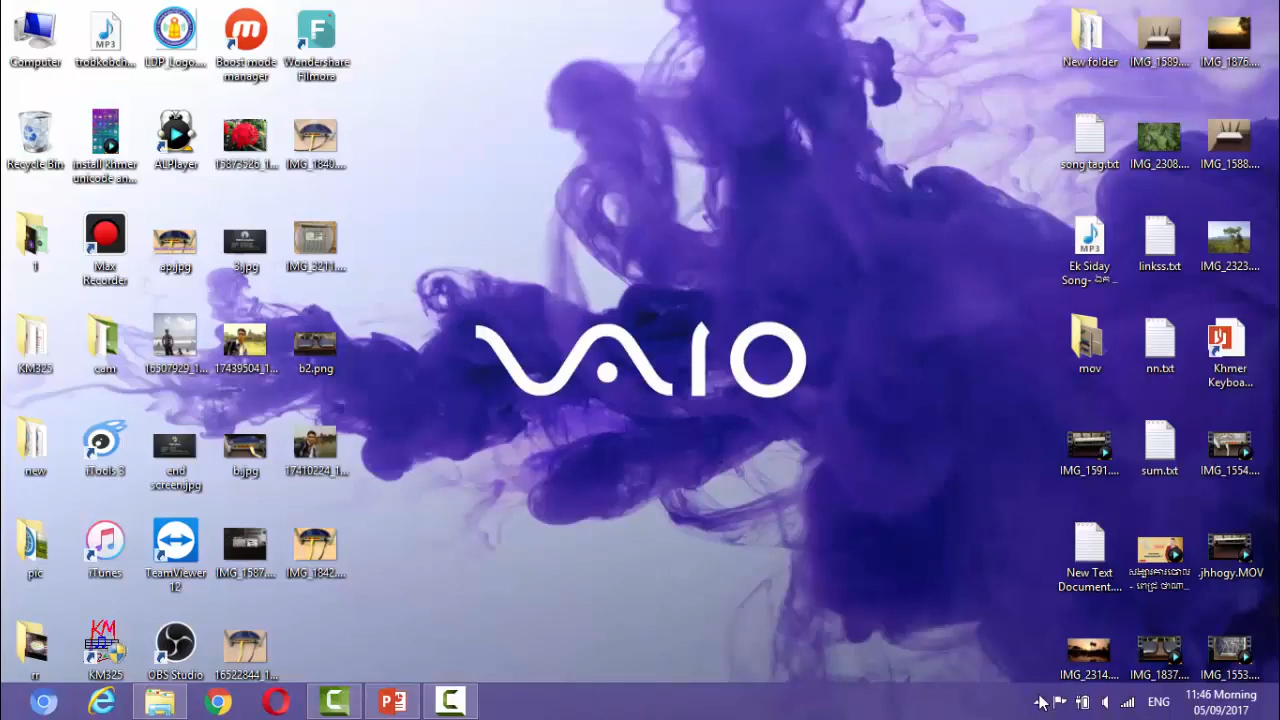 Computer
trobkobch...
LDP_Logo....
Boost mode
manager
Wondershare
Filmora
Recycle Bin
install khmer
unicode an...
ALPlayer
15873526_1...
IMG_1840....
1
Max
Recorder
ap.jpg
3.jpg
IMG_3211....
KM325
cam
16507929_1...
17439504_1...
b2.png
new
iTools 3
end
screen.jpg
b.jpg
17410224_1...
pic
iTunes
TeamViewer
12
IMG_1587....
IMG_1842....
rr
KM325
OBS Studio
16522844_1...
VAIO
New folder
IMG_1589....
IMG_1876....
song tag.txt
IMG_2308....
IMG_1588....
MP3
MP3
Ek Siday
linkss.txt
IMG_2323....
mov
nn.txt
Khmer
Keyboa...
IMG_1591....
sum.txt
IMG_1554....
New Text
Document....
.jhhogy.MOV
IMG_2314....
IMG_1837....
IMG_1553....
ENG
11:46 Morning
05/09/2017